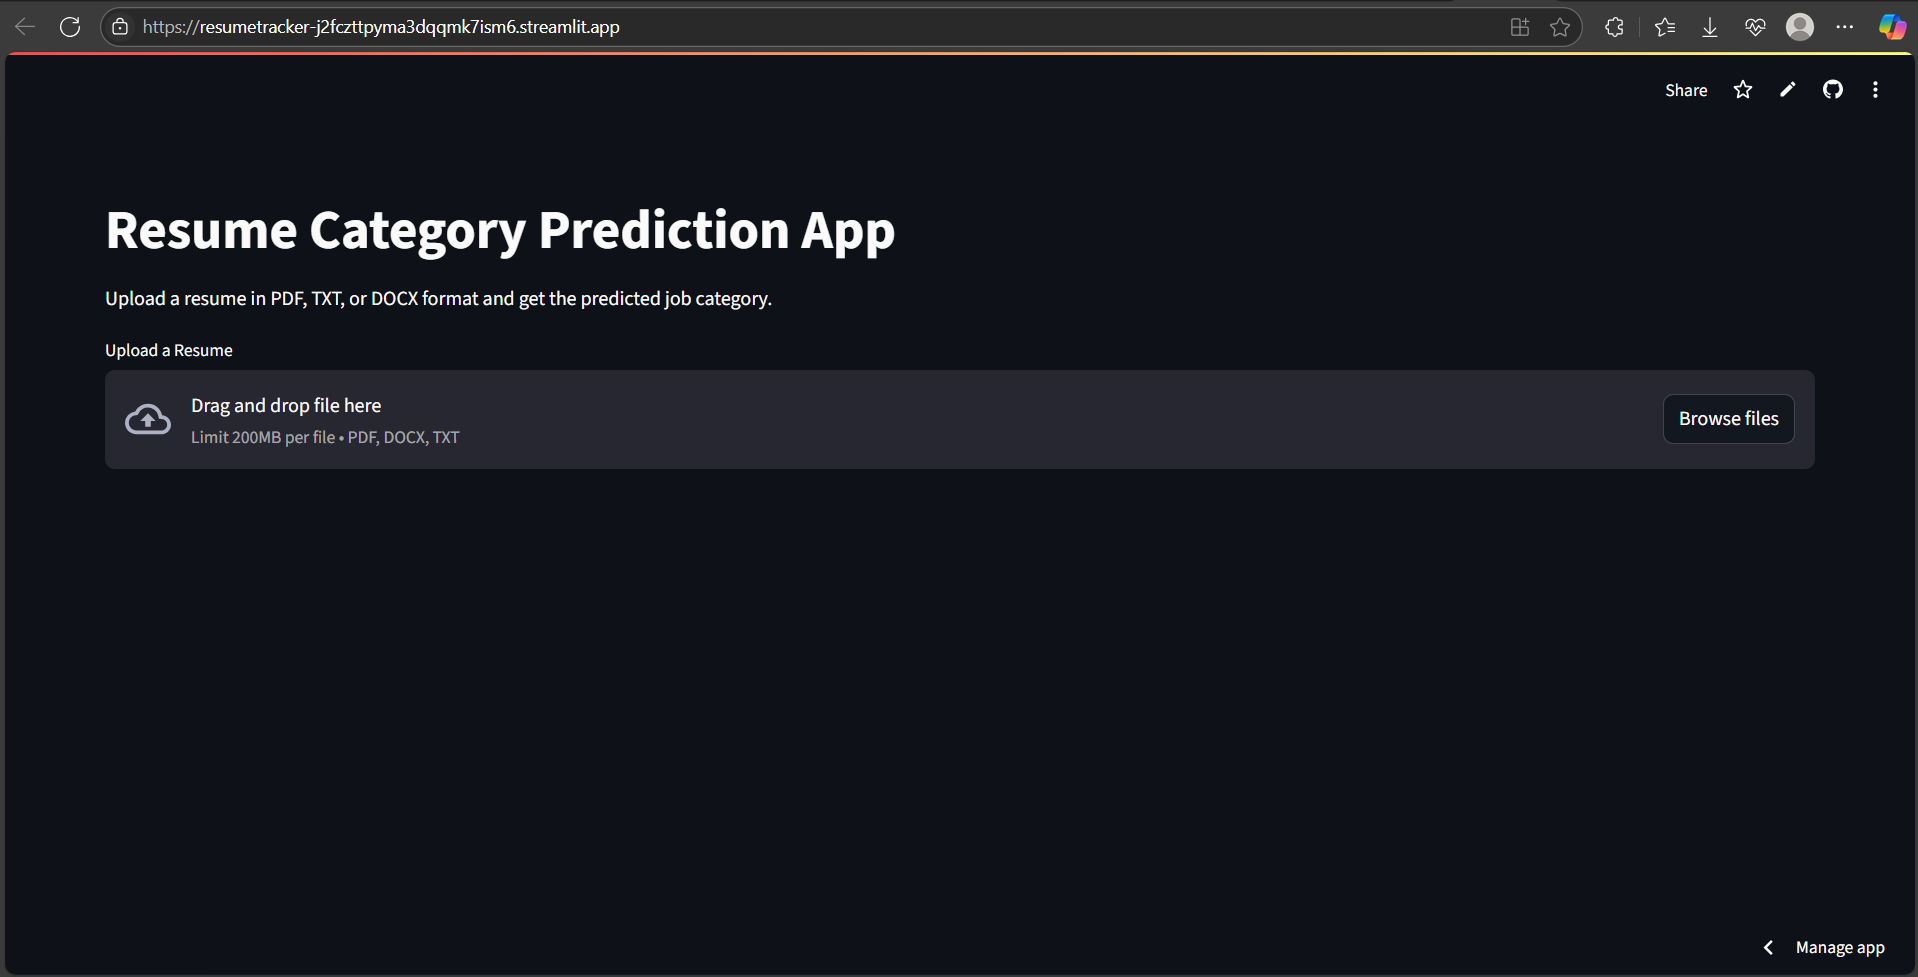 https://resumetracker-j2fczttpyma3dqqmk7ism6.streamlit.app
Share
Resume Category Prediction App
Upload a resume in PDF, TXT, or DOCX format and get the predicted job category.
Upload a Resume
Drag and drop file here
Limit 200MB per file • PDF, DOCX, TXT
Browse files
Manage app